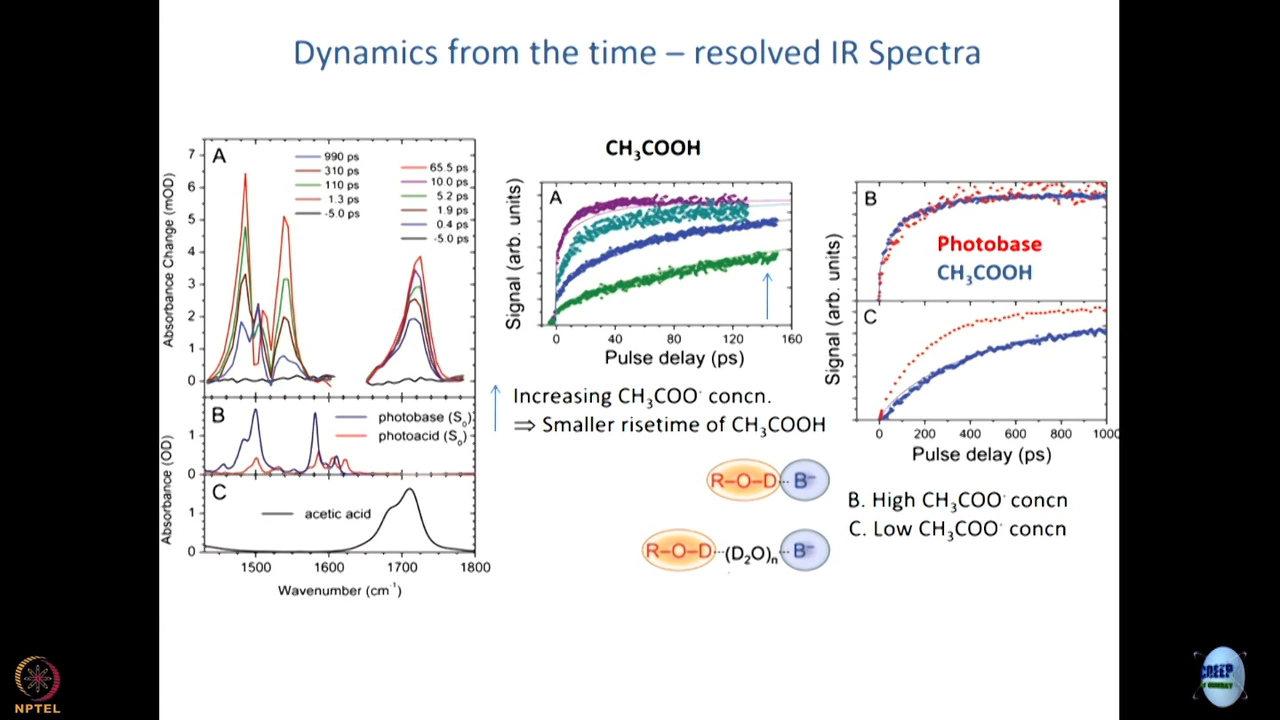 Dynamics from the time – resolved IR Spectra
A
990 ps
310 ps
110 ps
1.3 ps
-5.0 ps
65.5 ps
10.0 ps
5.2 ps
1.9 ps
0.4 ps
-5.0 ps
Absorbance Change (mOD)
7
6
5
4
3
2
1
0
B
photobase (S₀)
photoacid (S₀)
1
0
Absorbance (OD)
C
acetic acid
1
0
1500 1600 1700 1800
Wavenumber (cm⁻¹)
CH₃COOH
A
Signal (arb. units)
0 40 80 120 160
Pulse delay (ps)
Increasing CH₃COO⁻ concn.
⇒ Smaller risetime of CH₃COOH
R–O–D··· B⁻
R–O–D···(D₂O)ₙ··· B⁻
B
Photobase
CH₃COOH
C
Signal (arb. units)
0 200 400 600 800 1000
Pulse delay (ps)
B. High CH₃COO⁻ concn
C. Low CH₃COO⁻ concn
NPTEL